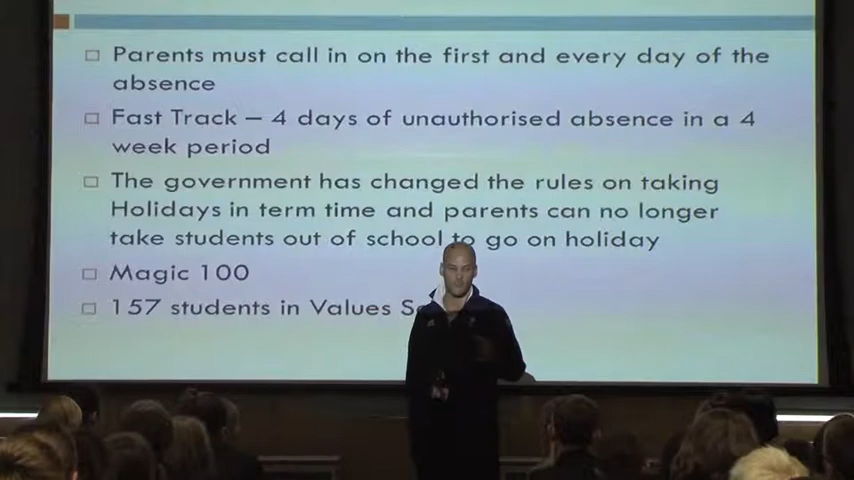 Parents must call in on the first and every day of the
absence
Fast Track – 4 days of unauthorised absence in a 4
week period
The government has changed the rules on taking
Holidays in term time and parents can no longer
take students out of school to go on holiday
Magic 100
157 students in Values